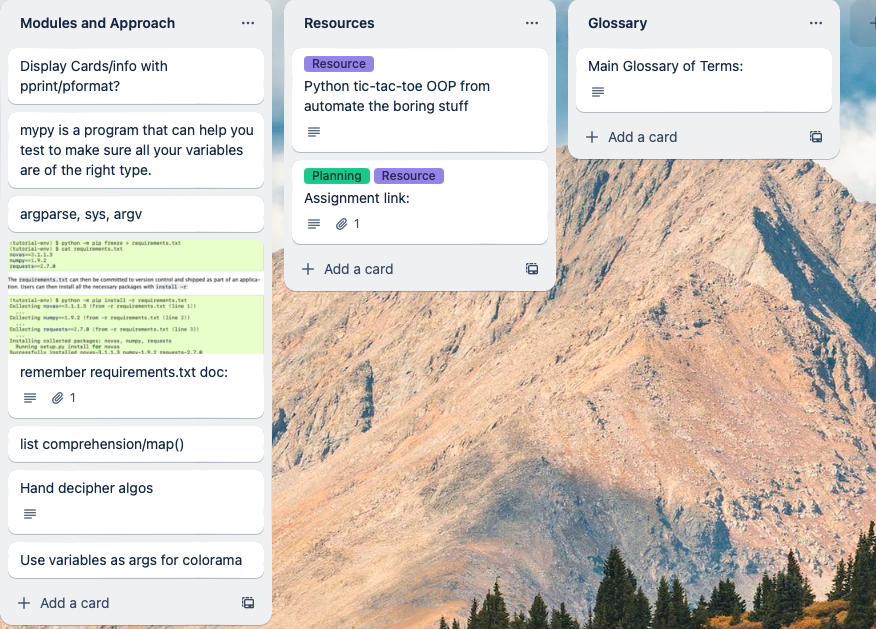 Modules and Approach
Display Cards/info with
pprint/pformat?
mypy is a program that can help you
test to make sure all your variables
are of the right type.
argparse, sys, argv
(tutorial-env) $ python -m pip freeze > requirements.txt
(tutorial-env) $ cat requirements.txt
novas==3.1.1.3
numpy==1.9.2
requests==2.7.0
The requirements.txt can then be committed to version control and shipped as part of an applica-
tion. Users can then install all the necessary packages with install -r:
(tutorial-env) $ python -m pip install -r requirements.txt
Collecting novas==3.1.1.3 (from -r requirements.txt (line 1))
...
Collecting numpy==1.9.2 (from -r requirements.txt (line 2))
...
Collecting requests==2.7.0 (from -r requirements.txt (line 3))
...
Installing collected packages: novas, numpy, requests
Running setup.py install for novas
Successfully installed novas-3.1.1.3 numpy-1.9.2 requests-2.7.0
remember requirements.txt doc:
1
list comprehension/map()
Hand decipher algos
Use variables as args for colorama
+ Add a card
Resources
Resource
Python tic-tac-toe OOP from
automate the boring stuff
Planning Resource
Assignment link:
1
+ Add a card
Glossary
Main Glossary of Terms:
+ Add a card